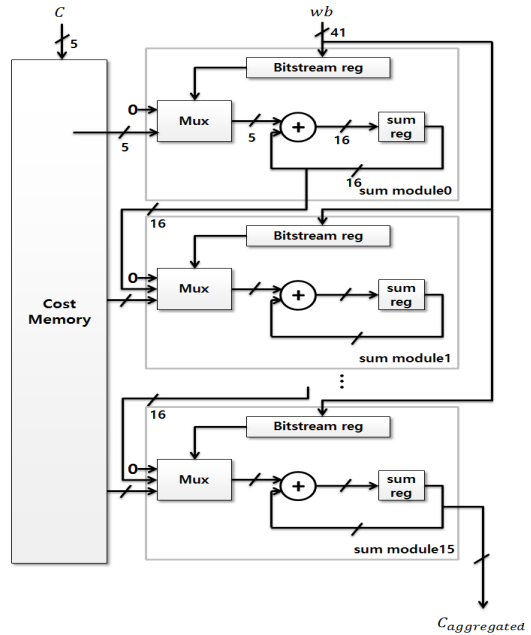 C
wb
5
41
Bitstream reg
0
Mux
5
5
+
16
sum
reg
16
sum module0
16
Bitstream reg
0
Mux
+
sum
reg
sum module1
Cost
Memory
⋮
16
Bitstream reg
0
Mux
+
sum
reg
sum module15
C aggregated